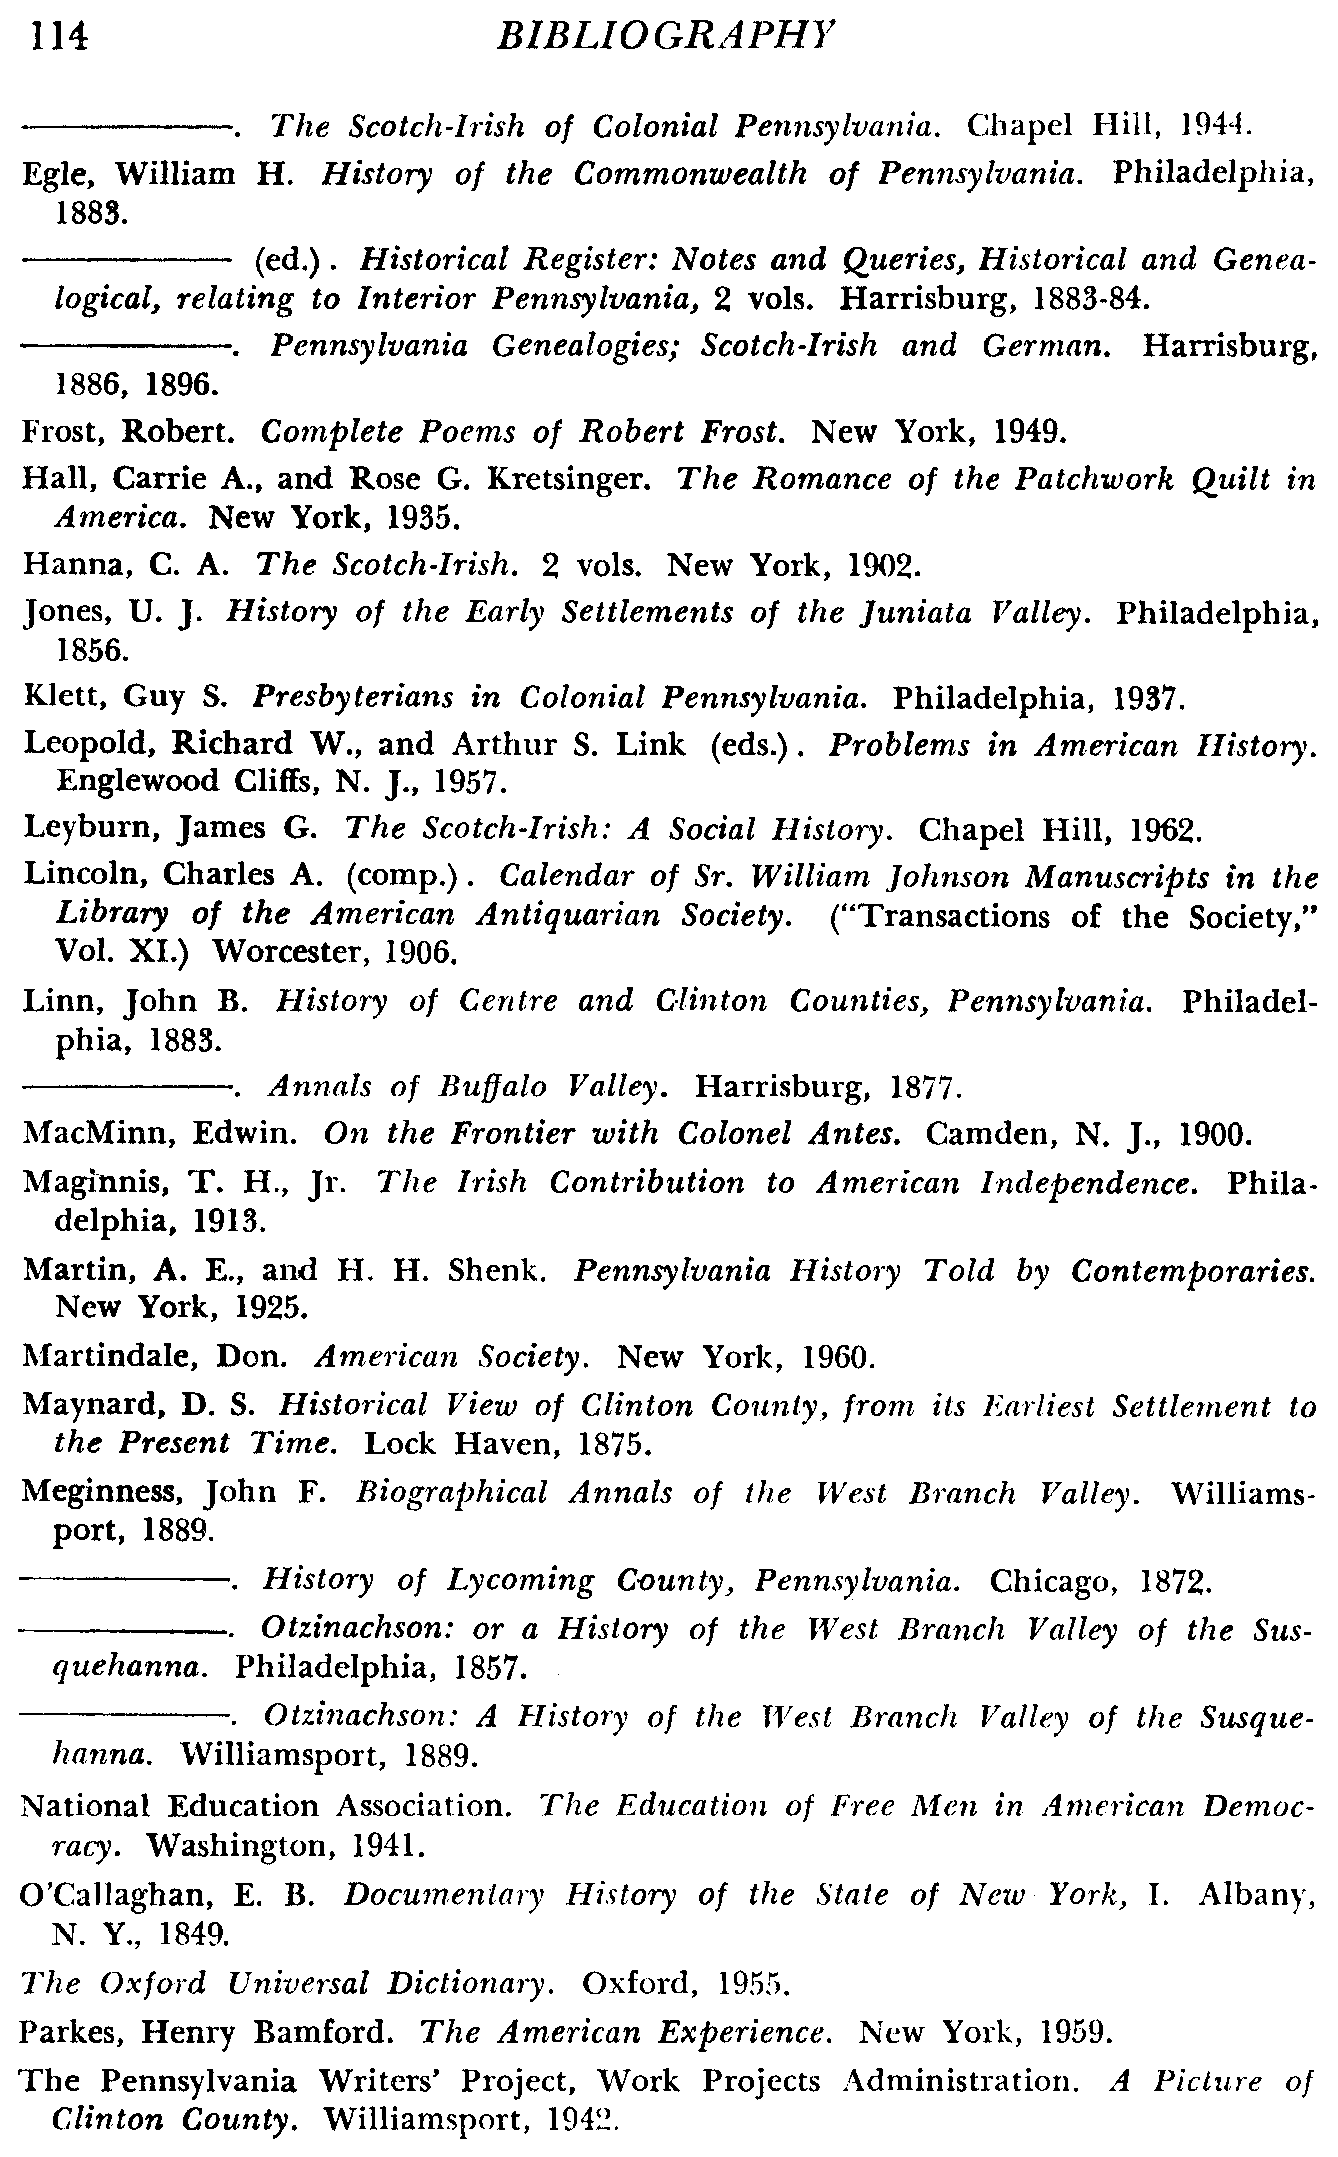 114 BIBLIOGRAPHY
————. The Scotch-Irish of Colonial Pennsylvania. Chapel Hill, 1944.
Egle, William H. History of the Commonwealth of Pennsylvania. Philadelphia,
1883.
———— (ed.). Historical Register: Notes and Queries, Historical and Genea-
logical, relating to Interior Pennsylvania, 2 vols. Harrisburg, 1883-84.
————. Pennsylvania Genealogies; Scotch-Irish and German. Harrisburg,
1886, 1896.
Frost, Robert. Complete Poems of Robert Frost. New York, 1949.
Hall, Carrie A., and Rose G. Kretsinger. The Romance of the Patchwork Quilt in
America. New York, 1935.
Hanna, C. A. The Scotch-Irish. 2 vols. New York, 1902.
Jones, U. J. History of the Early Settlements of the Juniata Valley. Philadelphia,
1856.
Klett, Guy S. Presbyterians in Colonial Pennsylvania. Philadelphia, 1937.
Leopold, Richard W., and Arthur S. Link (eds.). Problems in American History.
Englewood Cliffs, N. J., 1957.
Leyburn, James G. The Scotch-Irish: A Social History. Chapel Hill, 1962.
Lincoln, Charles A. (comp.). Calendar of Sr. William Johnson Manuscripts in the
Library of the American Antiquarian Society. (“Transactions of the Society,”
Vol. XI.) Worcester, 1906.
Linn, John B. History of Centre and Clinton Counties, Pennsylvania. Philadel-
phia, 1883.
————. Annals of Buffalo Valley. Harrisburg, 1877.
MacMinn, Edwin. On the Frontier with Colonel Antes. Camden, N. J., 1900.
Maginnis, T. H., Jr. The Irish Contribution to American Independence. Phila-
delphia, 1913.
Martin, A. E., and H. H. Shenk. Pennsylvania History Told by Contemporaries.
New York, 1925.
Martindale, Don. American Society. New York, 1960.
Maynard, D. S. Historical View of Clinton County, from its Earliest Settlement to
the Present Time. Lock Haven, 1875.
Meginness, John F. Biographical Annals of the West Branch Valley. Williams-
port, 1889.
————. History of Lycoming County, Pennsylvania. Chicago, 1872.
————. Otzinachson: or a History of the West Branch Valley of the Sus-
quehanna. Philadelphia, 1857.
————. Otzinachson: A History of the West Branch Valley of the Susque-
hanna. Williamsport, 1889.
National Education Association. The Education of Free Men in American Democ-
racy. Washington, 1941.
O’Callaghan, E. B. Documentary History of the State of New York, I. Albany,
N. Y., 1849.
The Oxford Universal Dictionary. Oxford, 1955.
Parkes, Henry Bamford. The American Experience. New York, 1959.
The Pennsylvania Writers’ Project, Work Projects Administration. A Picture of
Clinton County. Williamsport, 1942.